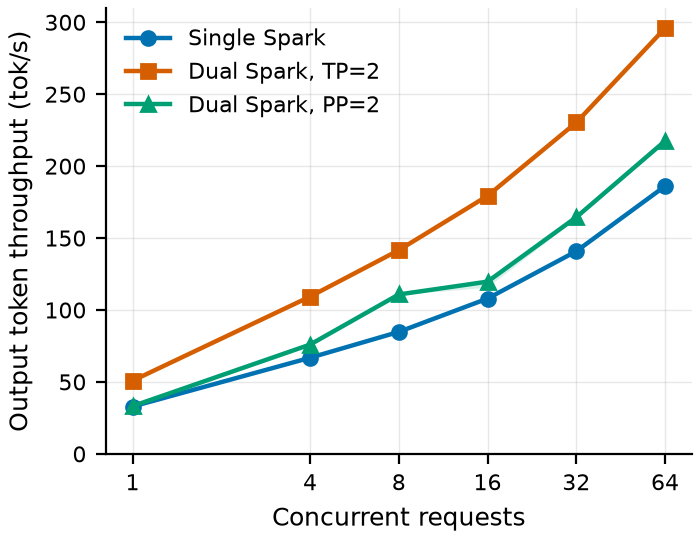 Output token throughput (tok/s)
300
250
200
150
100
50
0
Single Spark
Dual Spark, TP=2
Dual Spark, PP=2
1 4 8 16 32 64
Concurrent requests